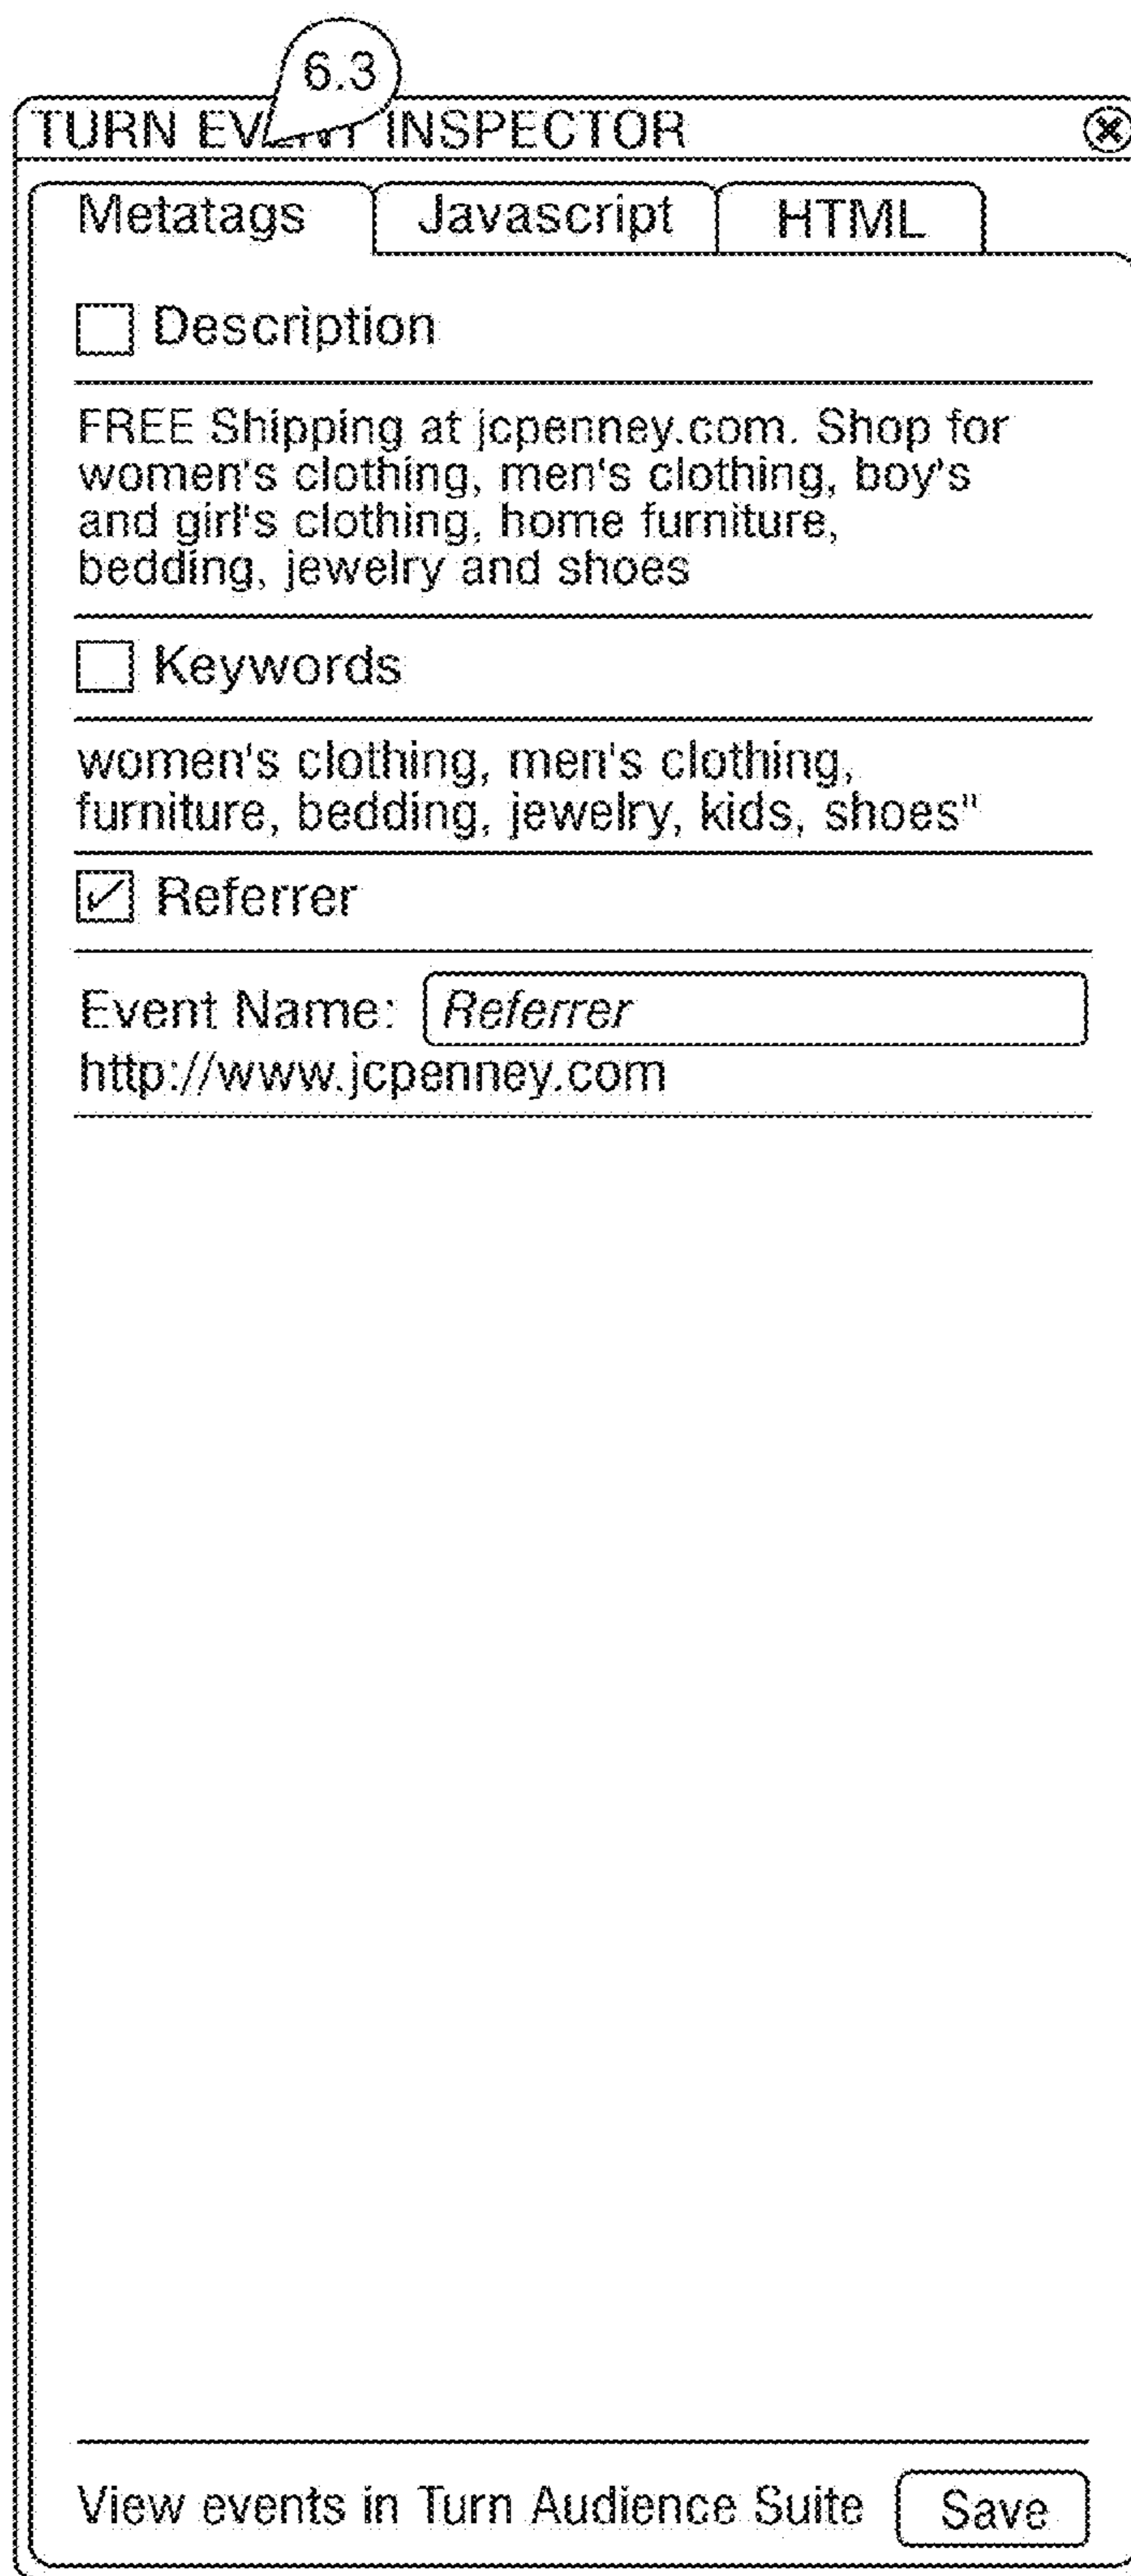 6.3
TURN EVENT INSPECTOR
Metatags Javascript HTML
Description
FREE Shipping at jcpenney.com. Shop for
women's clothing, men's clothing, boy's
and girl's clothing, home furniture,
bedding, jewelry and shoes
Keywords
women's clothing, men's clothing,
furniture, bedding, jewelry, kids, shoes"
Referrer
Event Name: Referrer
http://www.jcpenney.com
View events in Turn Audience Suite Save